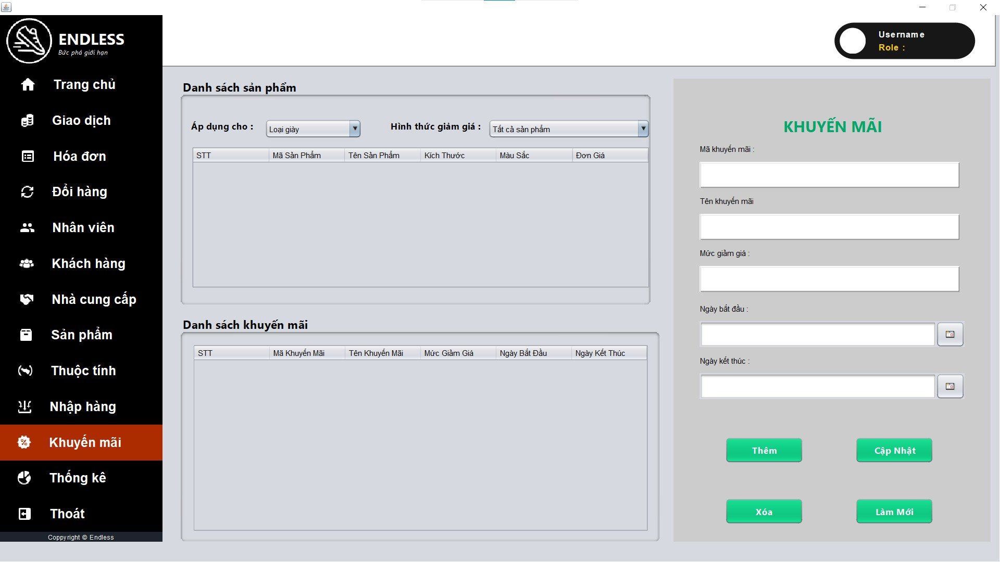 ENDLESS
Bức phá giới hạn
Username
Role :
Trang chủ
Giao dịch
Hóa đơn
Đổi hàng
Nhân viên
Khách hàng
Nhà cung cấp
Sản phẩm
Thuộc tính
Nhập hàng
Khuyến mãi
Thống kê
Thoát
Coppyright © Endless
Danh sách sản phẩm
Áp dụng cho : Loại giày Hình thức giảm giá : Tất cả sản phẩm
STT Mã Sản Phẩm Tên Sản Phẩm Kích Thước Màu Sắc Đơn Giá
Danh sách khuyến mãi
STT Mã Khuyến Mãi Tên Khuyến Mãi Mức Giảm Giá Ngày Bắt Đầu Ngày Kết Thúc
KHUYẾN MÃI
Mã khuyến mãi :
Tên khuyến mãi
Mức giảm giá :
Ngày bắt đầu :
Ngày kết thúc :
Thêm Cập Nhật
Xóa Làm Mới